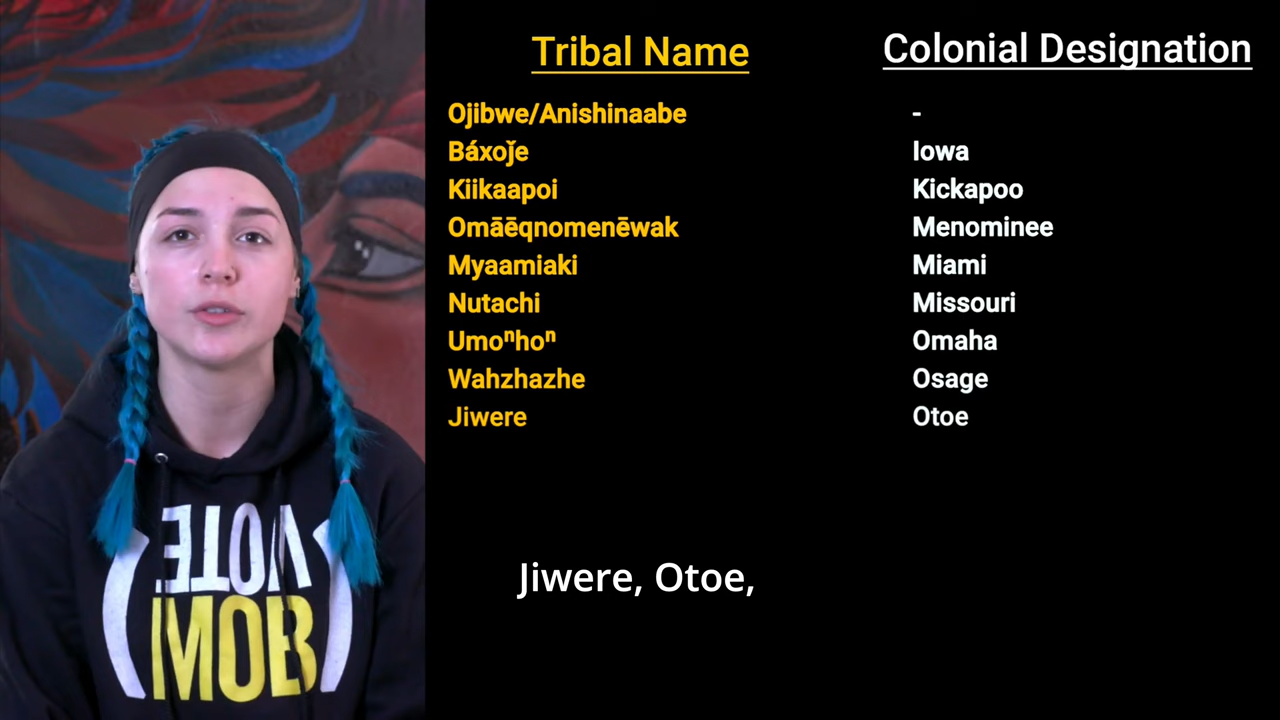 Tribal Name
Colonial Designation
Ojibwe/Anishinaabe -
Báxoǰe Iowa
Kiikaapoi Kickapoo
Omāēqnomenēwak Menominee
Myaamiaki Miami
Nutachi Missouri
Umoⁿhoⁿ Omaha
Wahzhazhe Osage
Jiwere Otoe
Jiwere, Otoe,
VOTE
MOB